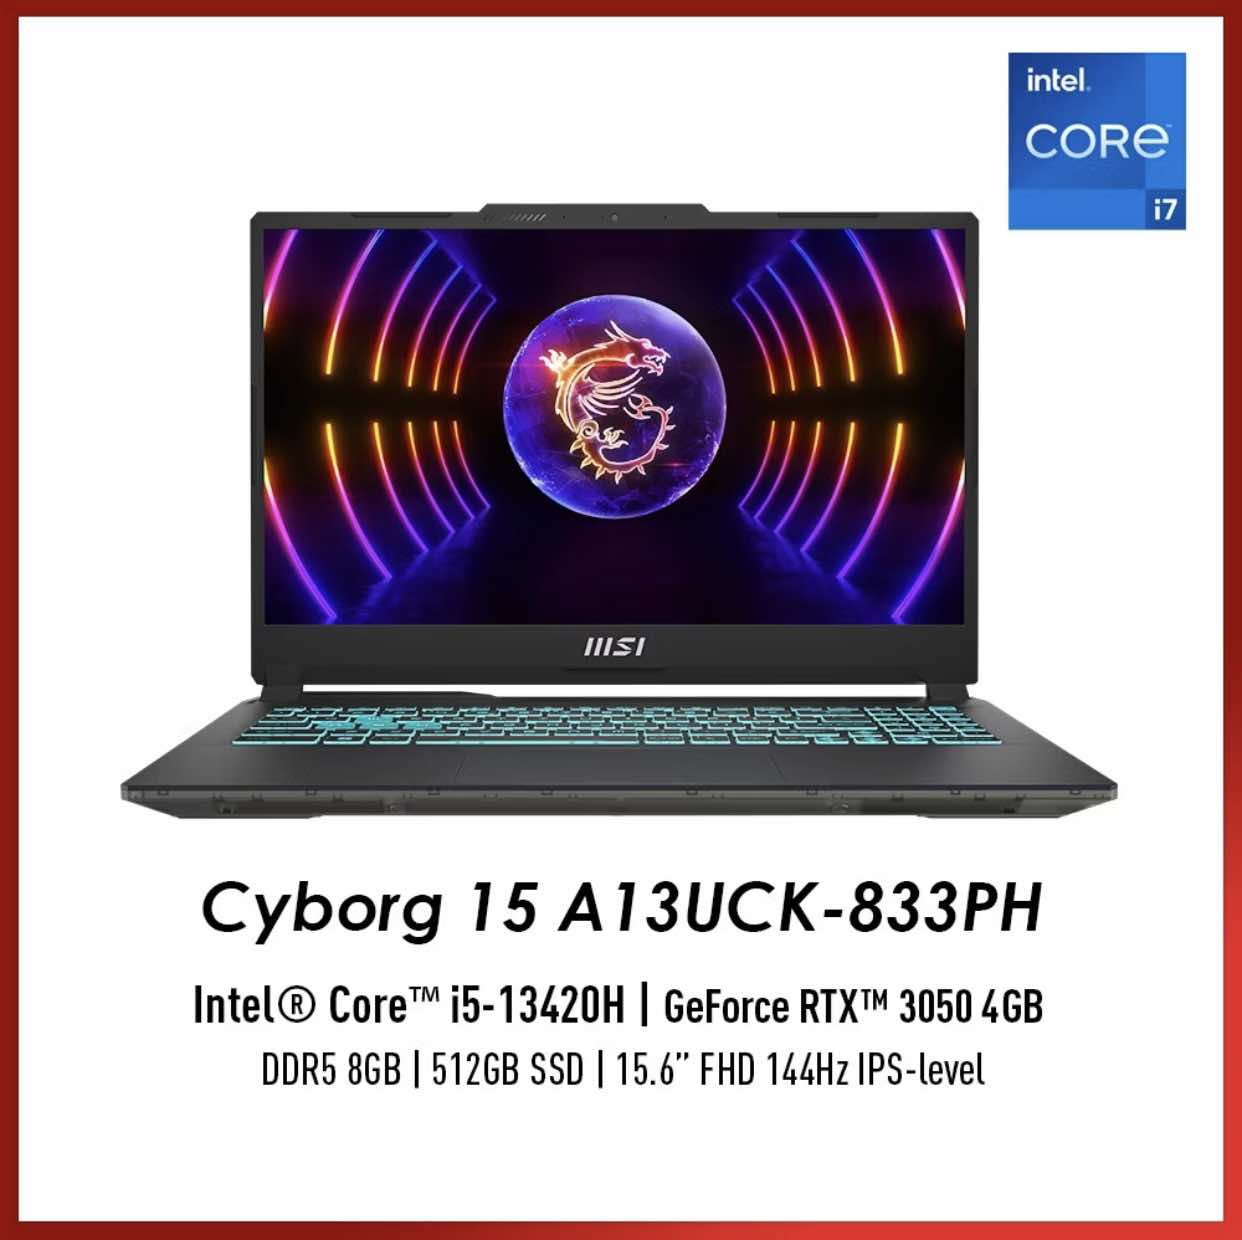 intel.
CORE™
i7
msi
Cyborg 15 A13UCK-833PH
Intel® Core™ i5-13420H | GeForce RTX™ 3050 4GB
DDR5 8GB | 512GB SSD | 15.6” FHD 144Hz IPS-level